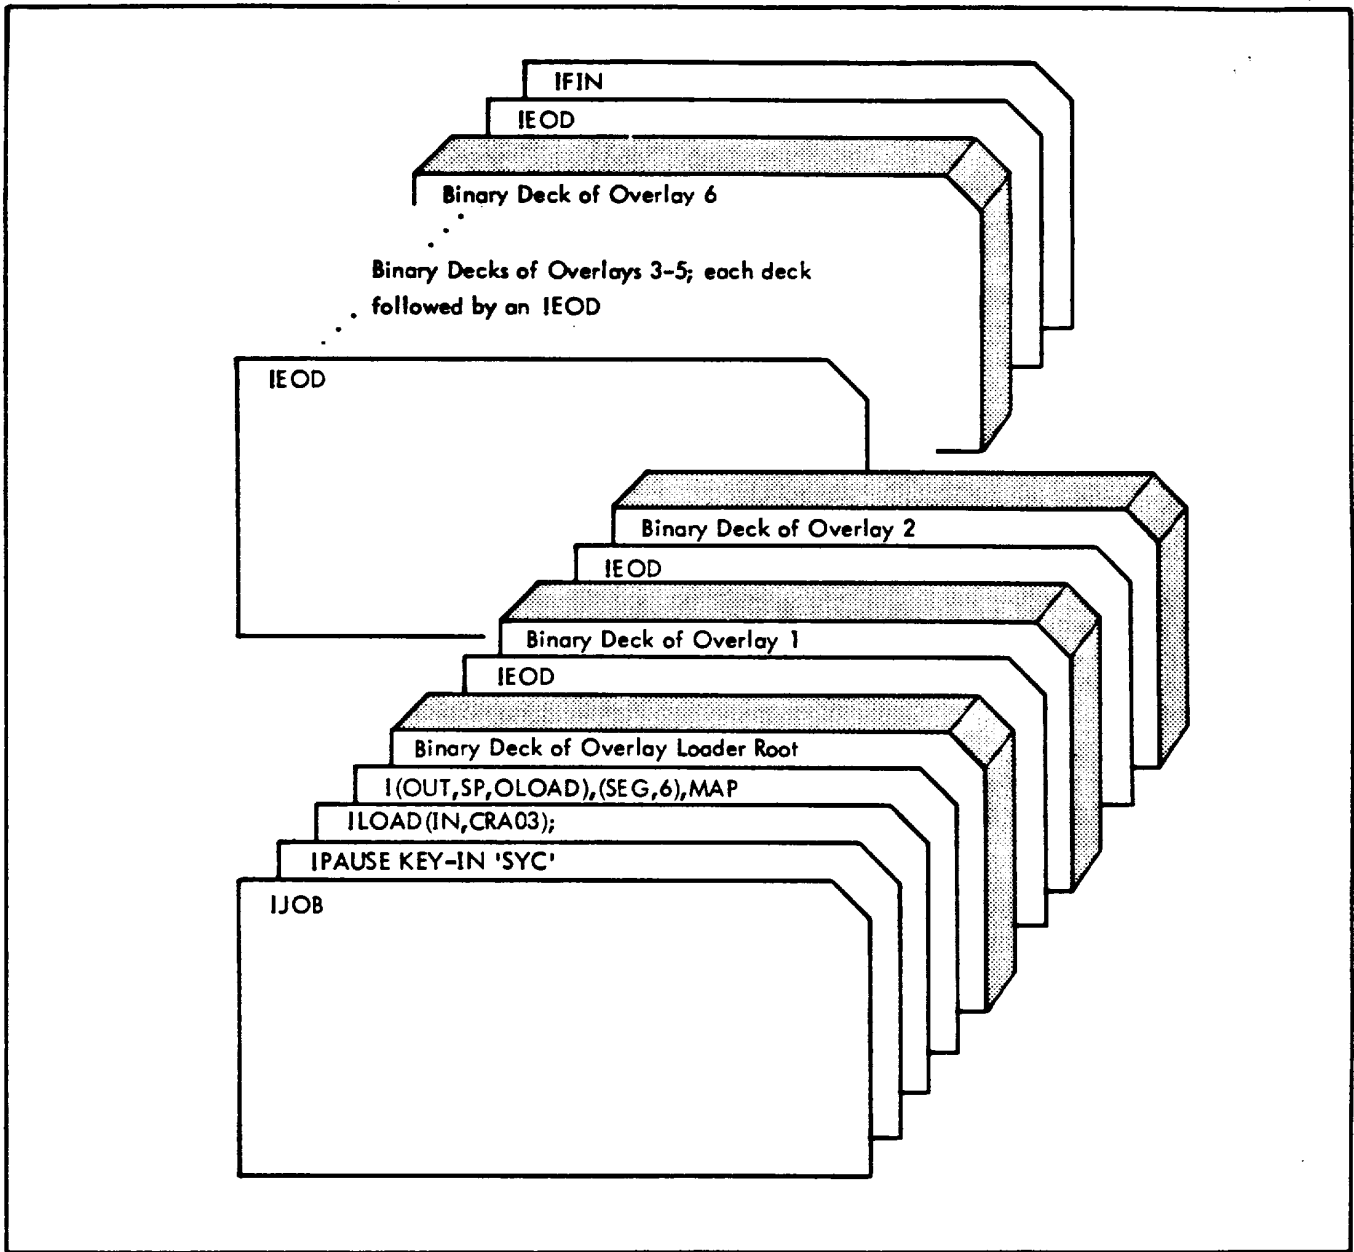 !FIN
!EOD
Binary Deck of Overlay 6
Binary Decks of Overlays 3-5; each deck
followed by an !EOD
!EOD
Binary Deck of Overlay 2
!EOD
Binary Deck of Overlay 1
!EOD
Binary Deck of Overlay Loader Root
!(OUT,SP,OLOAD),(SEG,6),MAP
!LOAD(IN,CRA03);
!PAUSE KEY-IN 'SYC'
!JOB